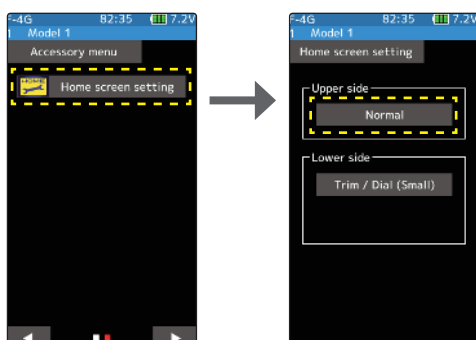 F-4G 82:35 7.2V
1 Model 1
Accessory menu
HOME Home screen setting
F-4G 82:35 7.2V
1 Model 1
Home screen setting
Upper side
Normal
Lower side
Trim / Dial (Small)